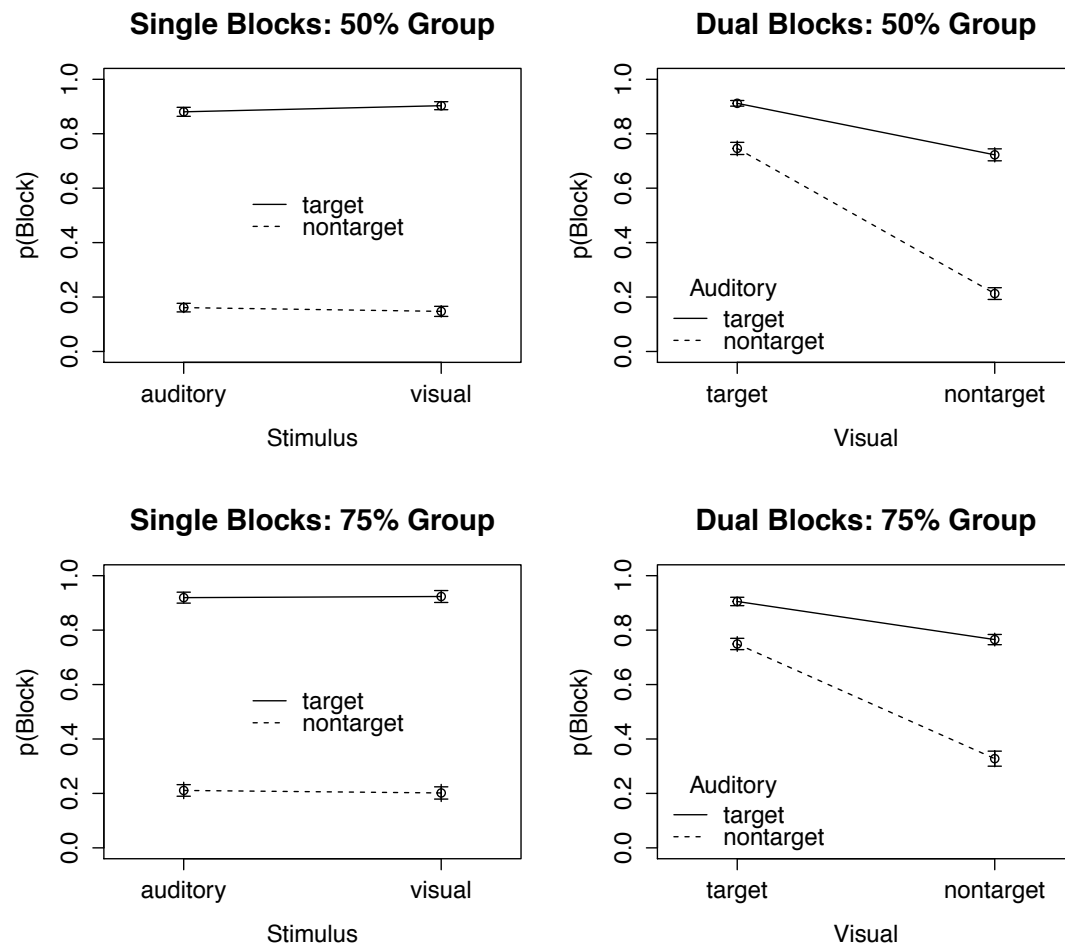 Single Blocks: 50% Group
p(Block)
1.0
0.8
0.6
0.4
0.2
0.0
target
nontarget
auditory visual
Stimulus
Dual Blocks: 50% Group
p(Block)
1.0
0.8
0.6
0.4
0.2
0.0
Auditory
target
nontarget
target nontarget
Visual
Single Blocks: 75% Group
p(Block)
1.0
0.8
0.6
0.4
0.2
0.0
target
nontarget
auditory visual
Stimulus
Dual Blocks: 75% Group
p(Block)
1.0
0.8
0.6
0.4
0.2
0.0
Auditory
target
nontarget
target nontarget
Visual